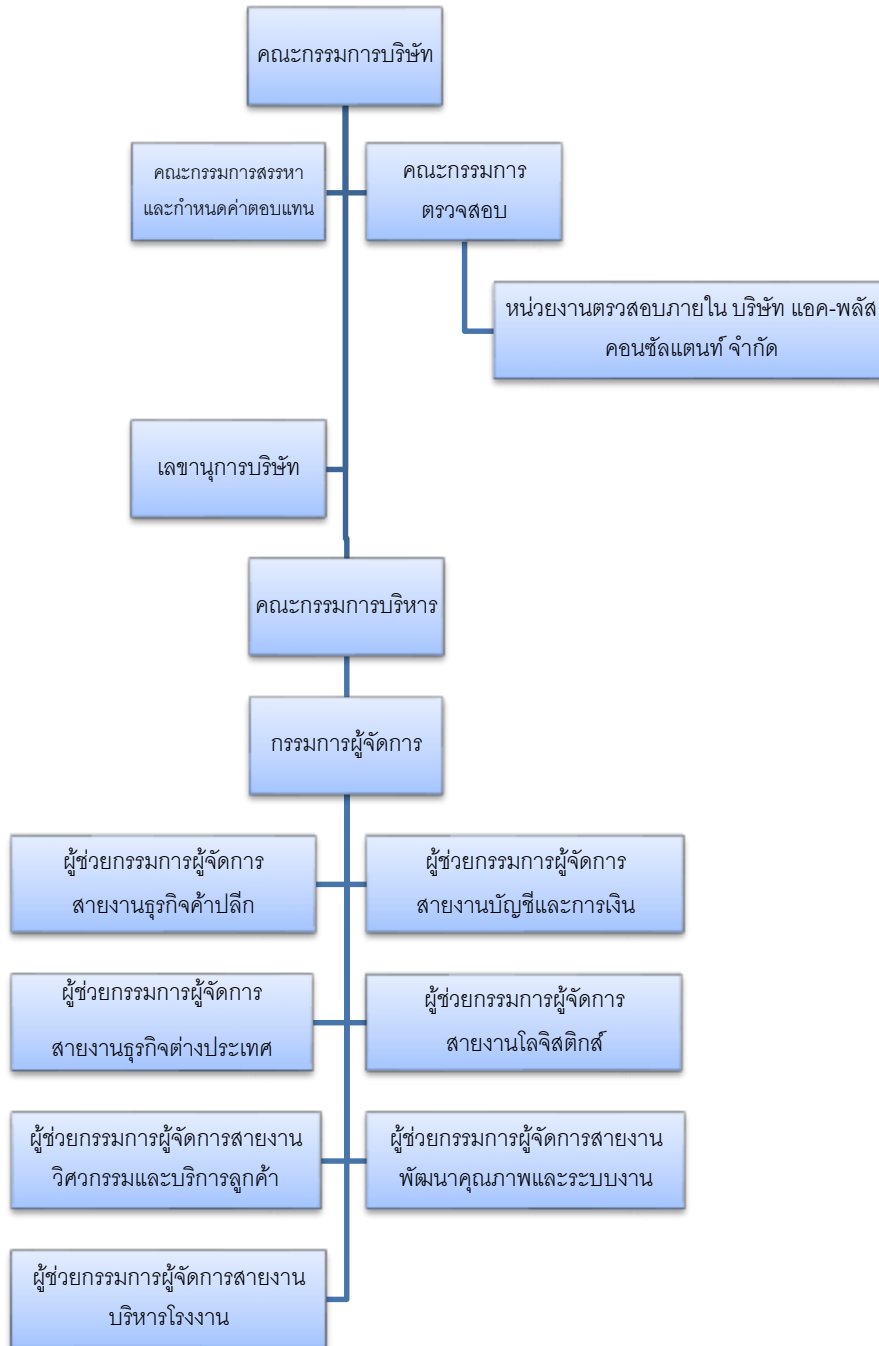 คณะกรรมการบริษัท
คณะกรรมการสรรหา
และกำหนดค่าตอบแทน
คณะกรรมการ
ตรวจสอบ
หน่วยงานตรวสอบภายใน บริษัท แอค-พลัส
คอนซัลแตนท์ จำกัด
เลขานุการบริษัท
คณะกรรมการบริหาร
กรรมการผู้จัดการ
ผู้ช่วยกรรมการผู้จัดการ
สายงานธุรกิจค้าปลีก
ผู้ช่วยกรรมการผู้จัดการ
สายงานบัญชีและการเงิน
ผู้ช่วยกรรมการผู้จัดการ
สายงานธุรกิจต่างประเทศ
ผู้ช่วยกรรมการผู้จัดการ
สายงานโลจิสติกส์
ผู้ช่วยกรรมการผู้จัดการสายงาน
วิศวกรรมและบริการลูกค้า
ผู้ช่วยกรรมการผู้จัดการสายงาน
พัฒนาคุณภาพและระบบงาน
ผู้ช่วยกรรมการผู้จัดการสายงาน
บริหารโรงงาน